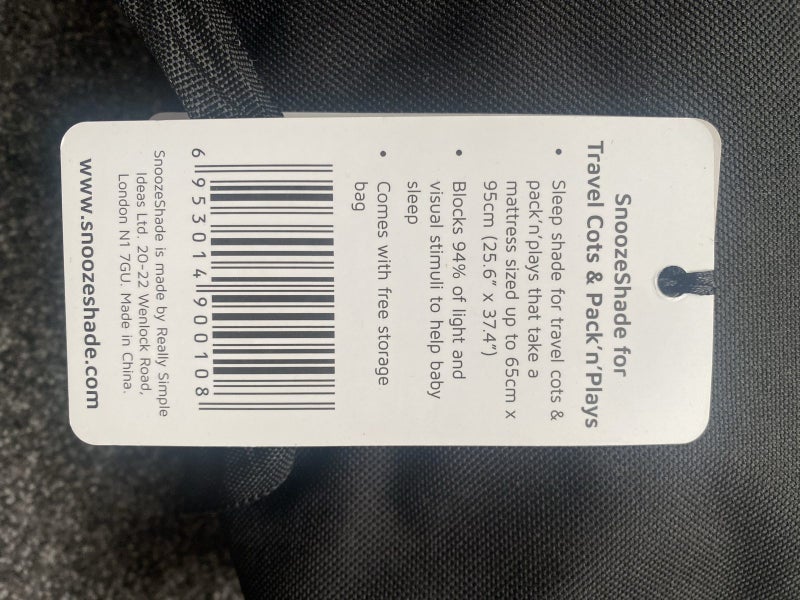 SnoozeShade for
Travel Cots & Pack'n'Plays
• Sleep shade for travel cots &
pack'n'plays that take a
mattress sized up to 65cm x
95cm (25.6" x 37.4")
• Blocks 94% of light and
visual stimuli to help baby
sleep
• Comes with free storage
bag
6 953014 900108
SnoozeShade is made by Really Simple
Ideas Ltd. 20-22 Wenlock Road,
London N1 7GU. Made in China.
www.snoozeshade.com